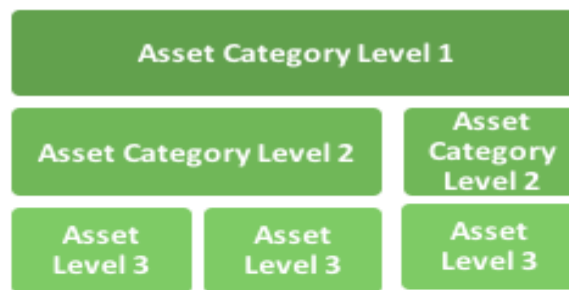 Asset Category Level 1
Asset Category Level 2
Asset
Category
Level 2
Asset
Level 3
Asset
Level 3
Asset
Level 3